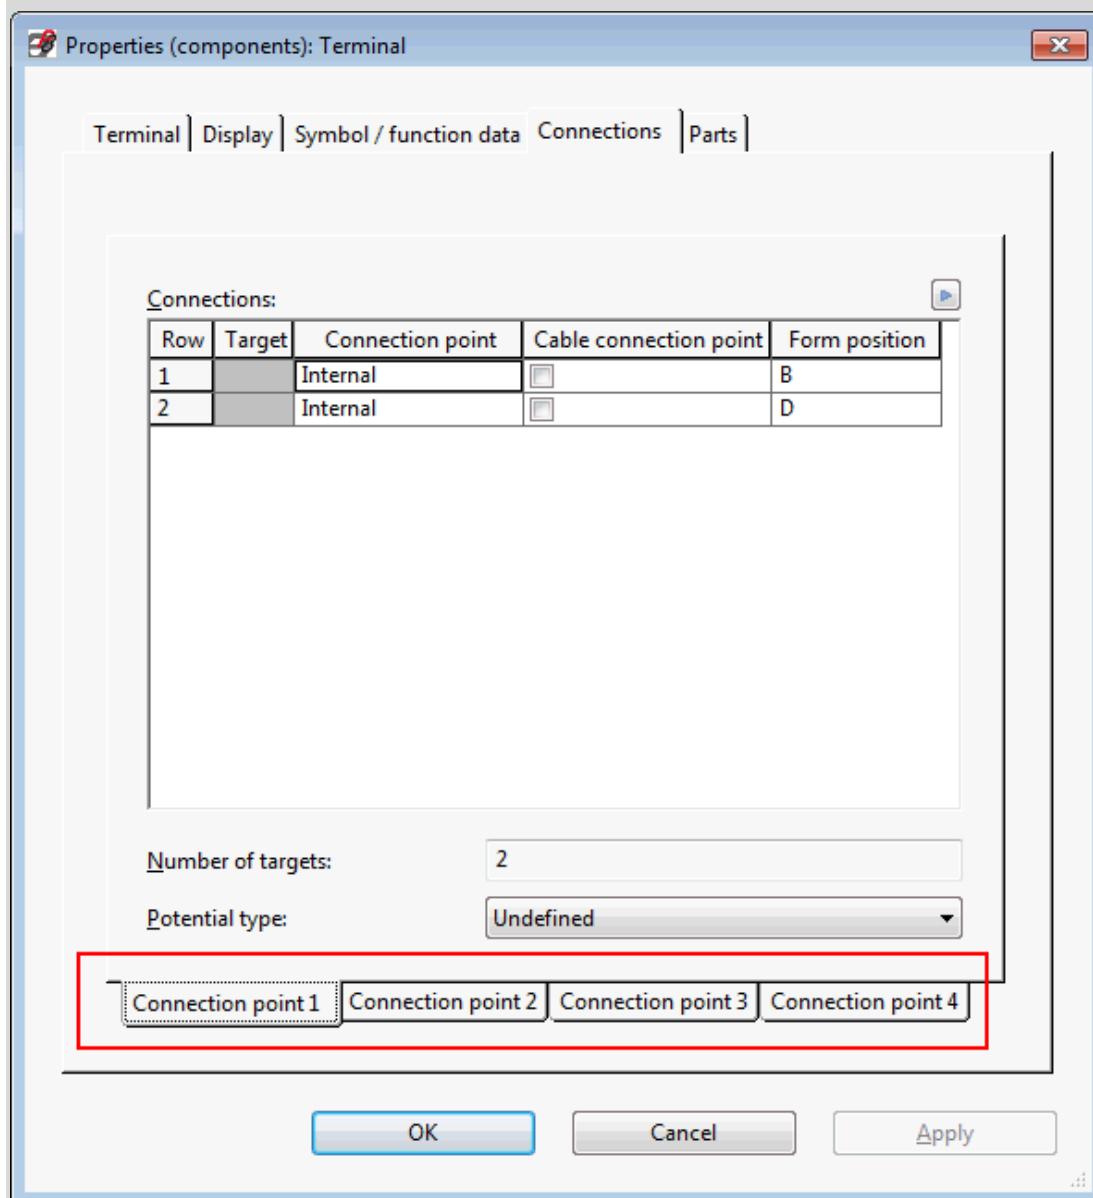 Properties (components): Terminal
Terminal Display Symbol / function data Connections Parts
Connections:
Row Target Connection point Cable connection point Form position
1 Internal B
2 Internal D
Number of targets: 2
Potential type: Undefined
Connection point 1 Connection point 2 Connection point 3 Connection point 4
OK Cancel Apply